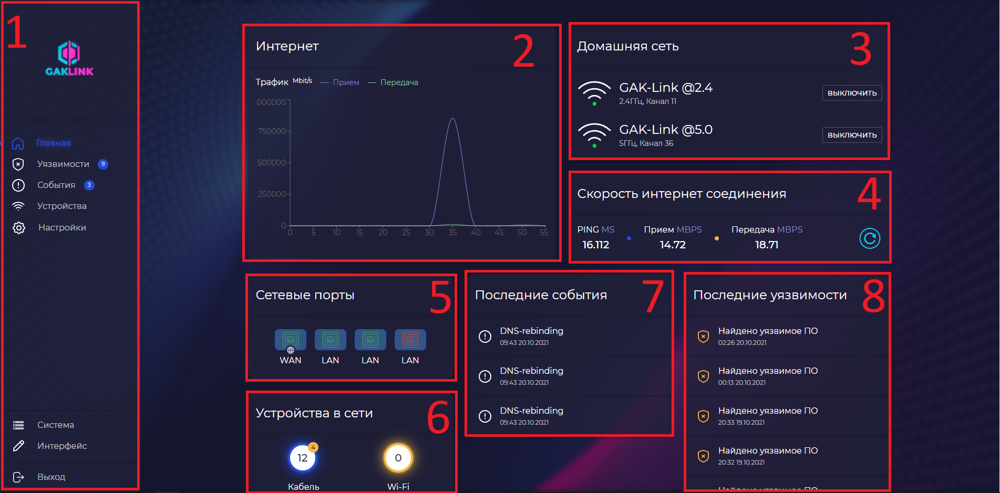 1
GAKLINK
Главная
Уязвимости 9
События 3
Устройства
Настройки
Система
Интерфейс
Выход
Интернет
2
Трафик Mbit/s — Прием — Передача
000000
750000
500000
250000
0
0 5 10 15 20 25 30 35 40 45 50 55
Домашняя сеть
3
GAK-Link @2.4
2.4ГГц, Канал 11
ВЫКЛЮЧИТЬ
GAK-Link @5.0
5ГГц, Канал 36
ВЫКЛЮЧИТЬ
Скорость интернет соединения
4
PING MS Прием MBPS Передача MBPS
16.112 14.72 18.71
Сетевые порты
5
WAN LAN LAN LAN
Устройства в сети
6
4
12 0
Кабель Wi-Fi
Последние события
7
DNS-rebinding
09:43 20.10.2021
DNS-rebinding
09:43 20.10.2021
DNS-rebinding
09:43 20.10.2021
Последние уязвимости
8
Найдено уязвимое ПО
02:26 20.10.2021
Найдено уязвимое ПО
00:13 20.10.2021
Найдено уязвимое ПО
20:33 19.10.2021
Найдено уязвимое ПО
20:32 19.10.2021